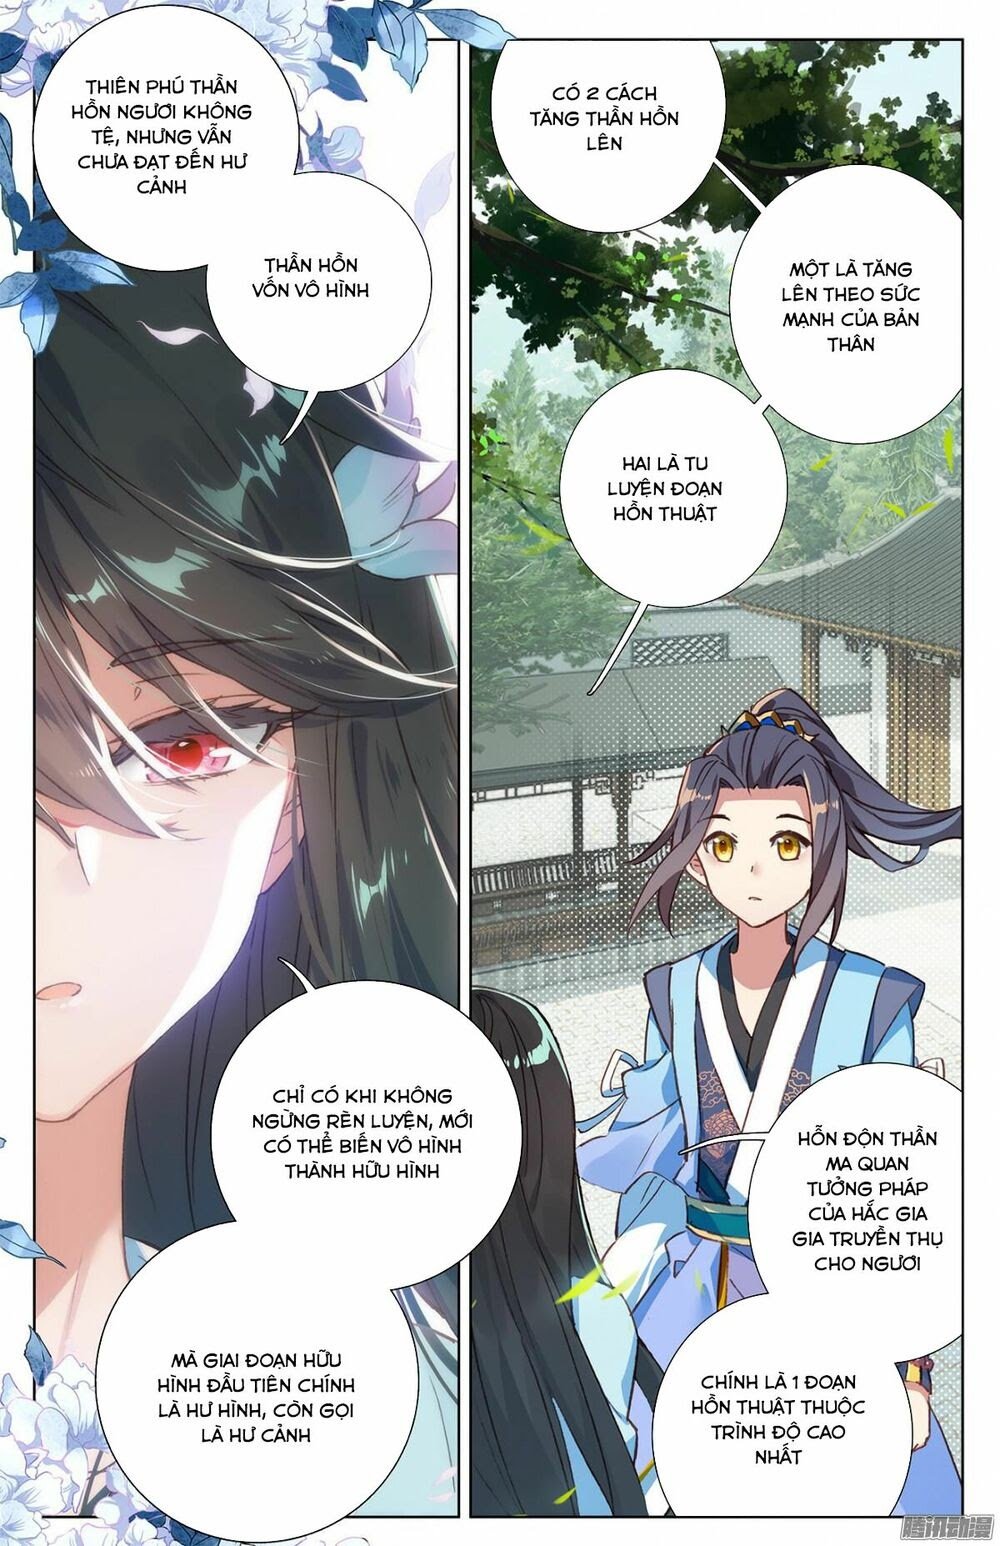 THIÊN PHÚ THẦN
HỒN NGƯƠI KHÔNG
TỆ, NHƯNG VẪN
CHƯA ĐẠT ĐẾN HƯ
CẢNH
THẦN HỒN
VỐN VÔ HÌNH
CHỈ CÓ KHI KHÔNG
NGỪNG RÈN LUYỆN, MỚI
CÓ THỂ BIẾN VÔ HÌNH
THÀNH HỮU HÌNH
MÀ GIAI ĐOẠN HỮU
HÌNH ĐẦU TIÊN CHÍNH
LÀ HƯ HÌNH, CÒN GỌI
LÀ HƯ CẢNH
CÓ 2 CÁCH
TĂNG THẦN HỒN
LÊN
MỘT LÀ TĂNG
LÊN THEO SỨC
MẠNH CỦA BẢN
THÂN
HAI LÀ TU
LUYỆN ĐOẠN
HỒN THUẬT
HỖN ĐỘN THẦN
MA QUAN
TƯỞNG PHÁP
CỦA HẮC GIA
GIA TRUYỀN THỤ
CHO NGƯƠI
CHÍNH LÀ 1 ĐOẠN
HỒN THUẬT THUỘC
TRÌNH ĐỘ CAO
NHẤT
腾讯动漫